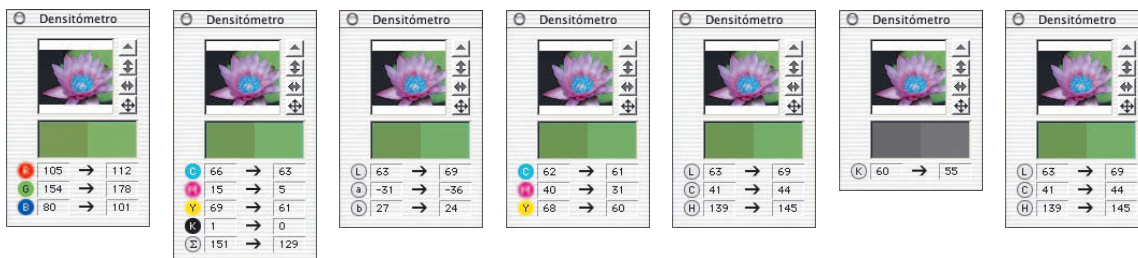 Densitómetro
R 105 → 112
G 154 → 178
B 80 → 101
Densitómetro
C 66 → 63
M 15 → 5
Y 69 → 61
K 1 → 0
Σ 151 → 129
Densitómetro
L 63 → 69
a -31 → -36
b 27 → 24
Densitómetro
C 62 → 61
M 40 → 31
Y 68 → 60
Densitómetro
L 63 → 69
C 41 → 44
H 139 → 145
Densitómetro
K 60 → 55
Densitómetro
L 63 → 69
C 41 → 44
H 139 → 145